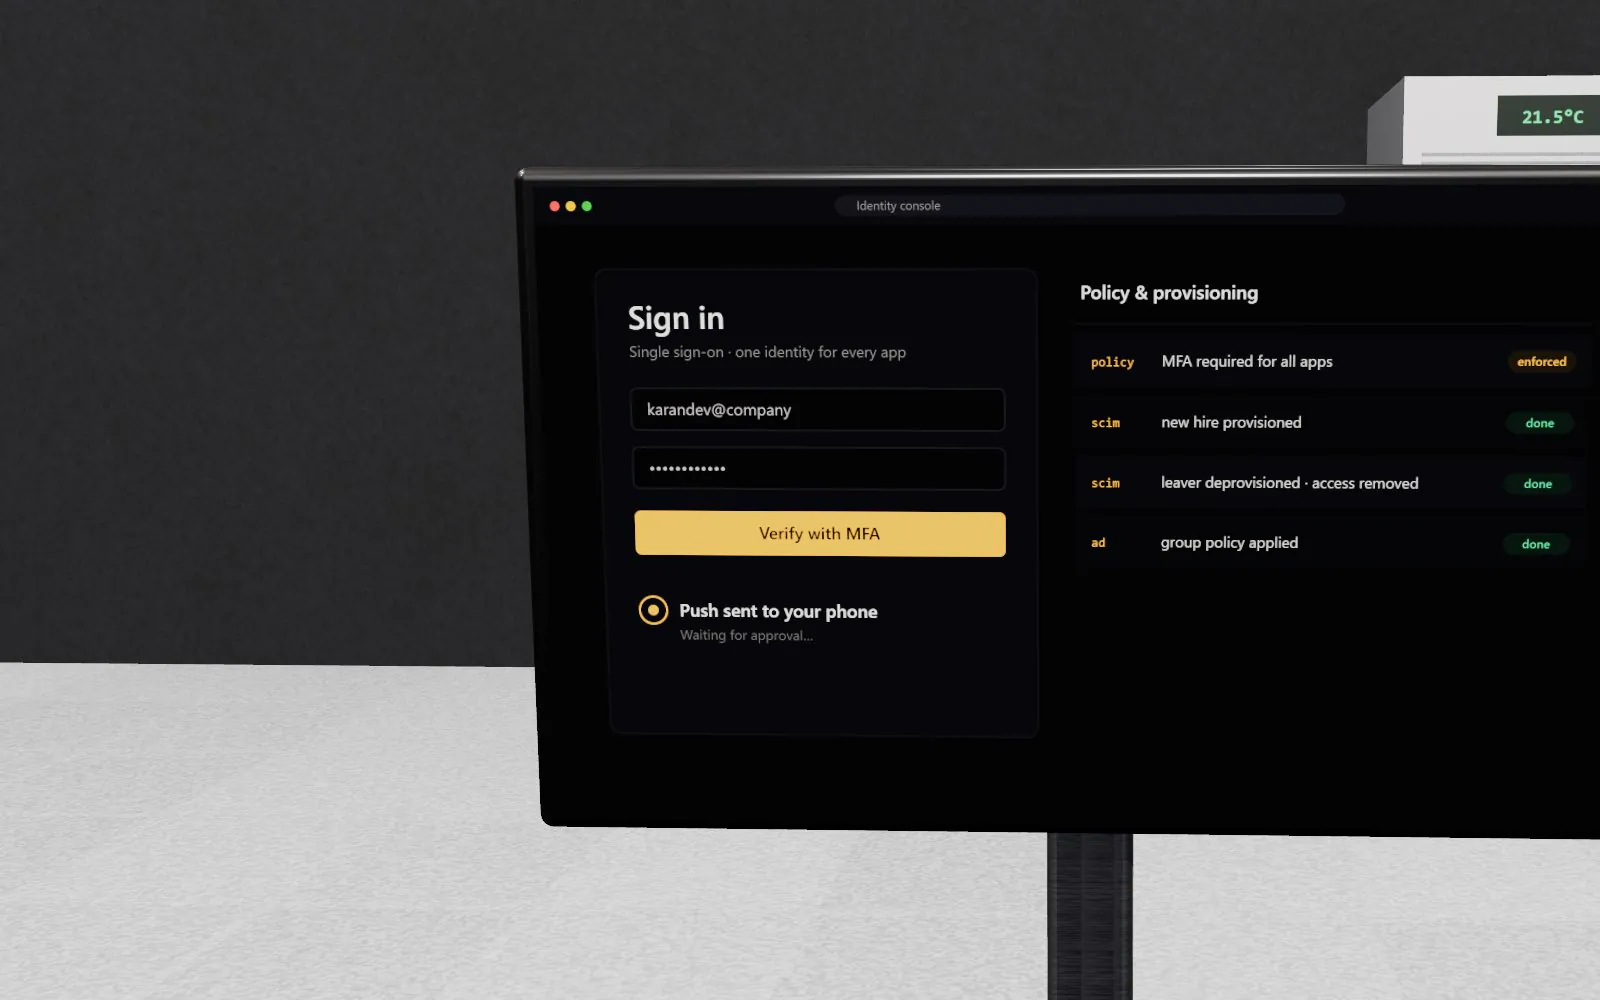 21.5°C
Identity console
Sign in
Single sign-on · one identity for every app
karandev@company
••••••••••••
Verify with MFA
Push sent to your phone
Waiting for approval...
Policy & provisioning
policy MFA required for all apps enforced
scim new hire provisioned done
scim leaver deprovisioned · access removed done
ad group policy applied done